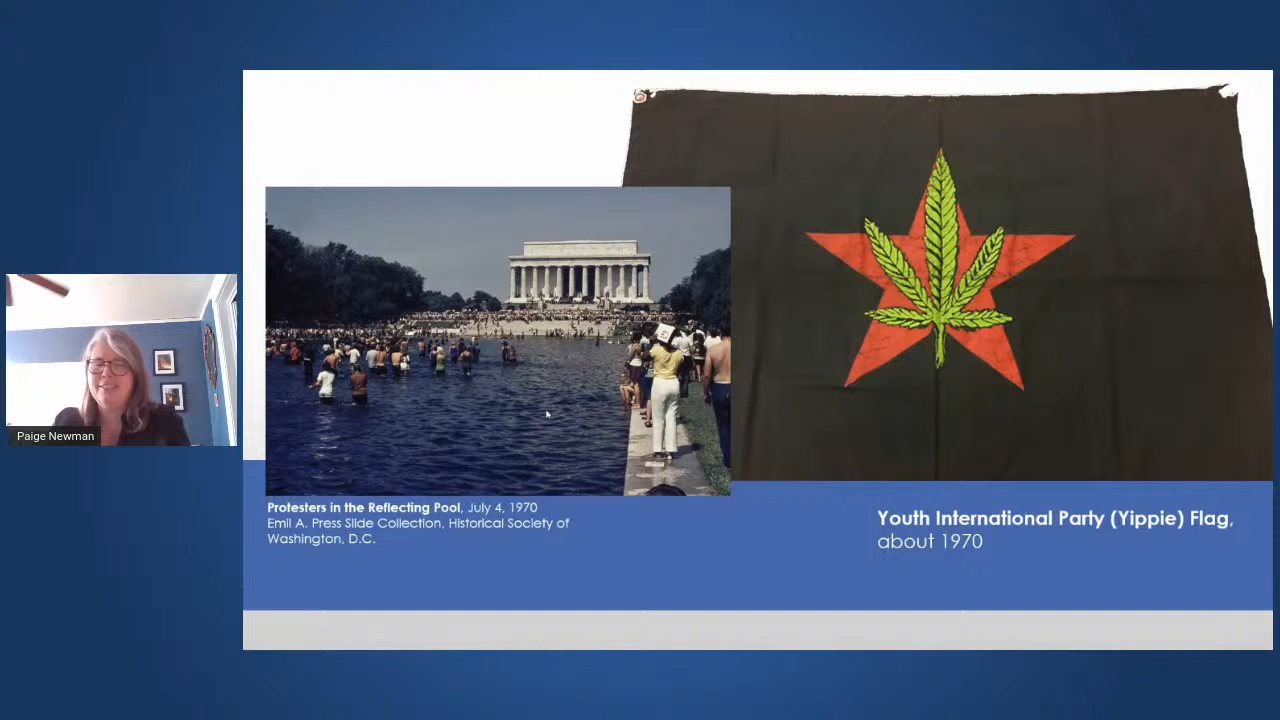 Paige Newman
Protesters in the Reflecting Pool, July 4, 1970
Emil A. Press Slide Collection, Historical Society of
Washington, D.C.
Youth International Party (Yippie) Flag,
about 1970